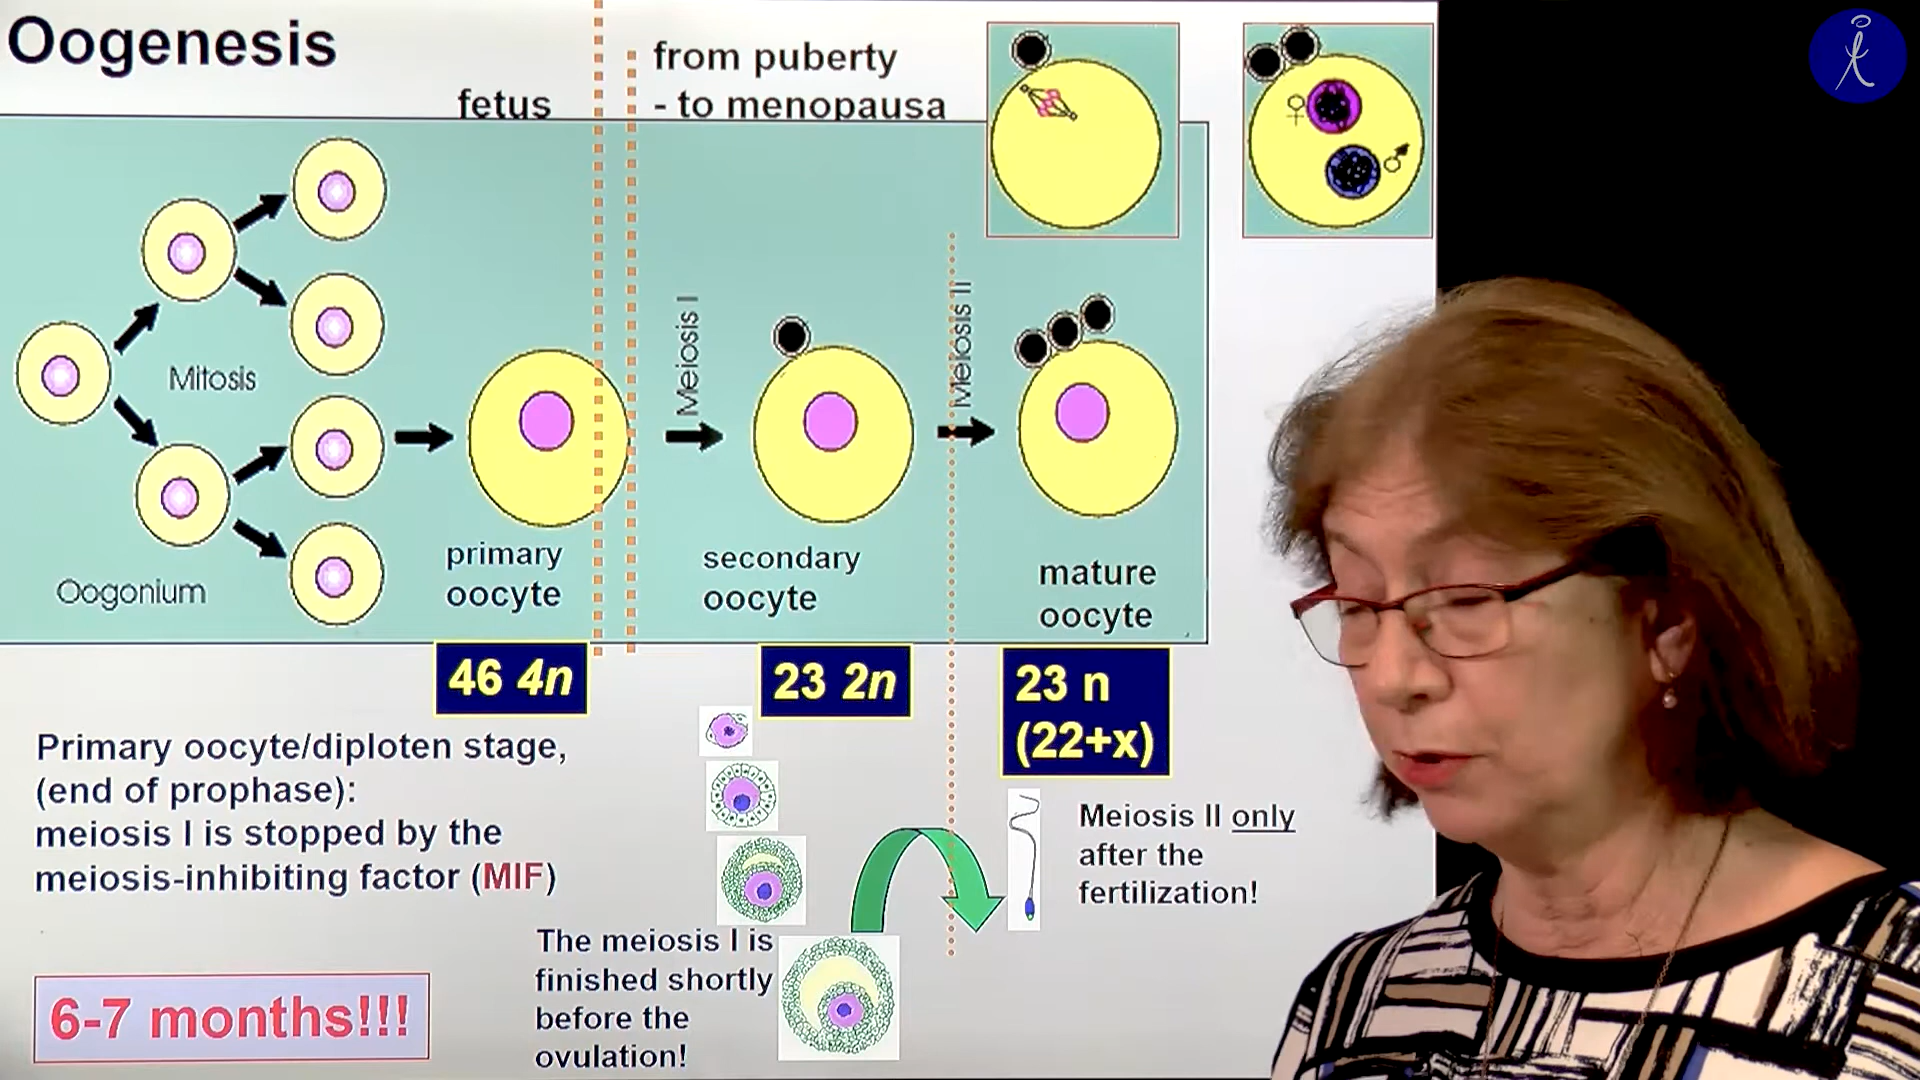 Oogenesis
fetus
from puberty
- to menopausa
Mitosis
Oogonium
Meiosis I
Meiosis II
primary
oocyte
secondary
oocyte
mature
oocyte
46 4n
23 2n
23 n
(22+x)
Primary oocyte/diploten stage,
(end of prophase):
meiosis I is stopped by the
meiosis-inhibiting factor (MIF)
6-7 months!!!
The meiosis I is
finished shortly
before the
ovulation!
Meiosis II only
after the
fertilization!